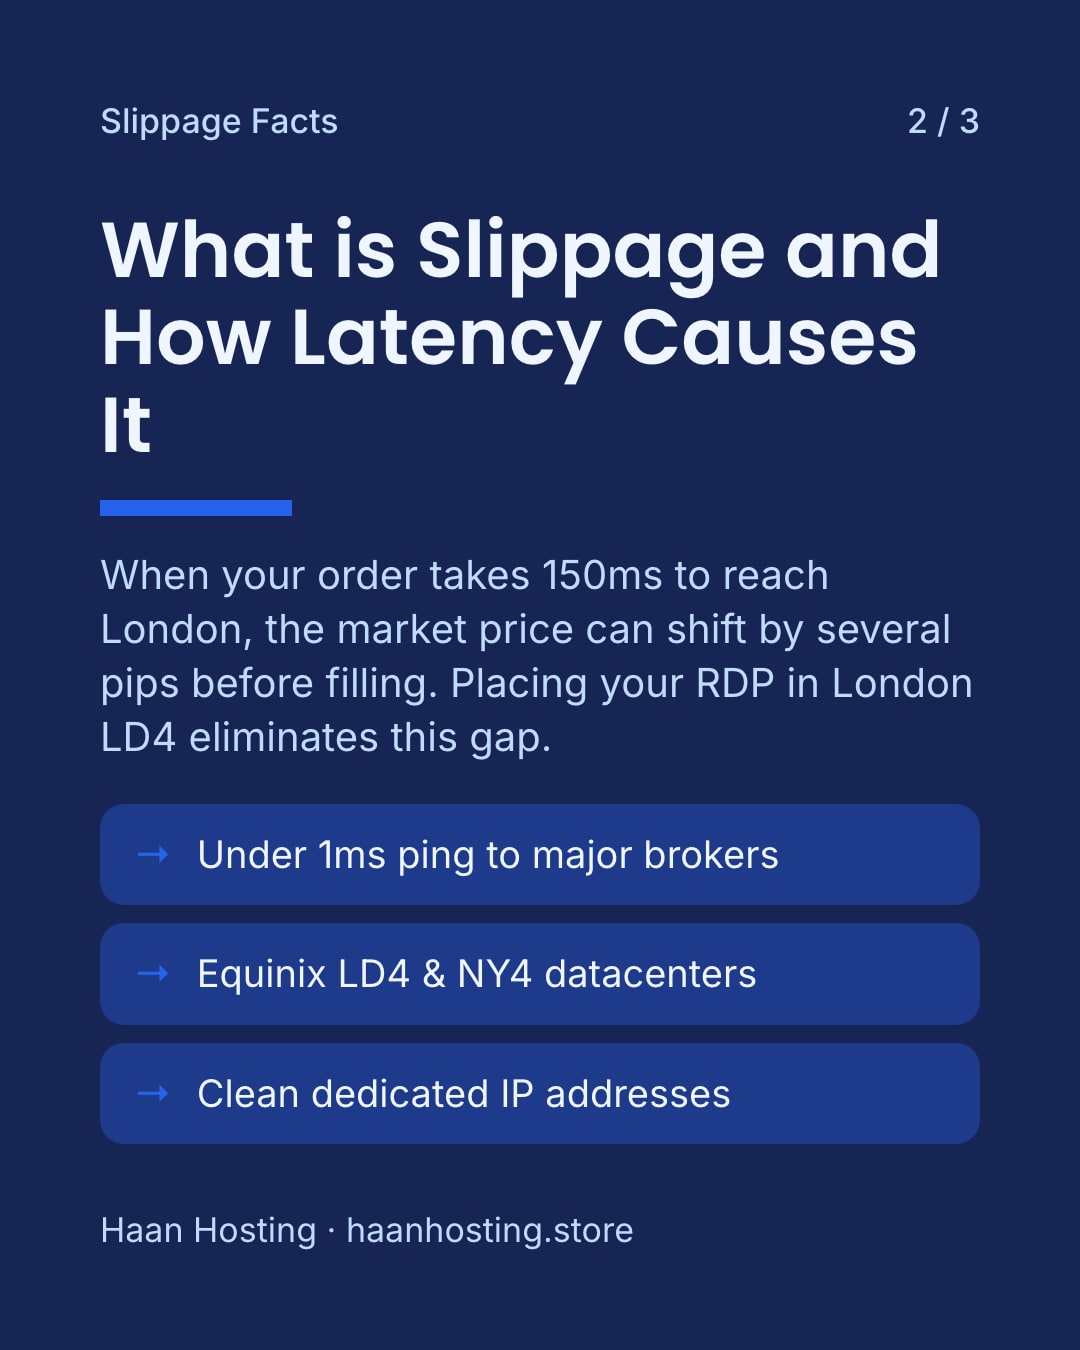 Slippage Facts
2 / 3
What is Slippage and
How Latency Causes
It
When your order takes 150ms to reach
London, the market price can shift by several
pips before filling. Placing your RDP in London
LD4 eliminates this gap.
→ Under 1ms ping to major brokers
→ Equinix LD4 & NY4 datacenters
→ Clean dedicated IP addresses
Haan Hosting · haanhosting.store